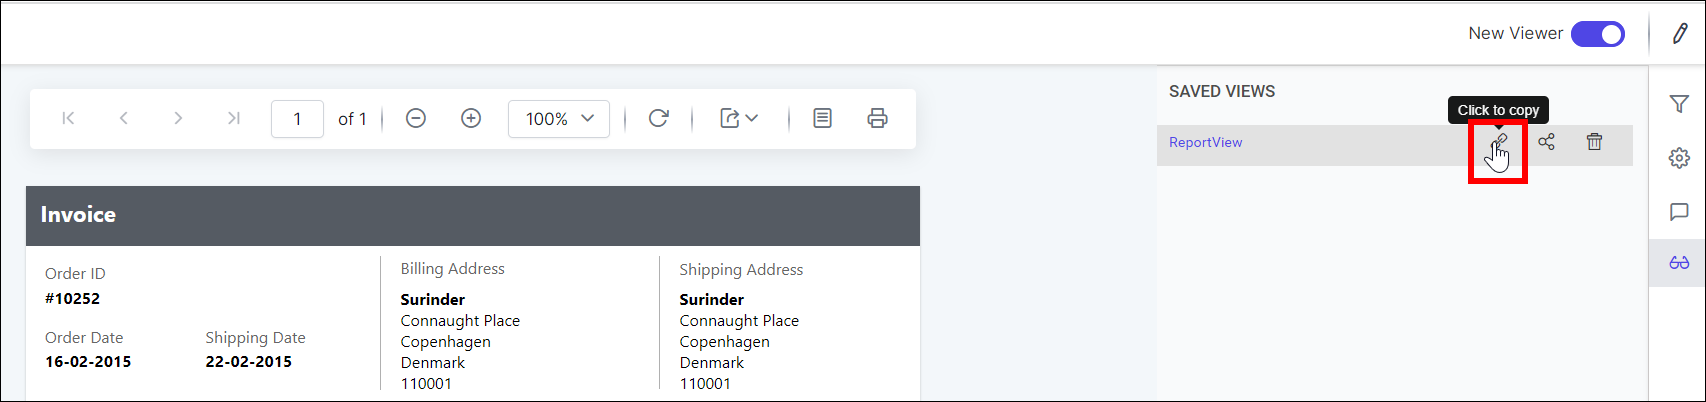 New Viewer
1 of 1 100%
SAVED VIEWS
Click to copy
ReportView
Invoice
Order ID
#10252
Order Date
16-02-2015
Shipping Date
22-02-2015
Billing Address
Surinder
Connaught Place
Copenhagen
Denmark
110001
Shipping Address
Surinder
Connaught Place
Copenhagen
Denmark
110001